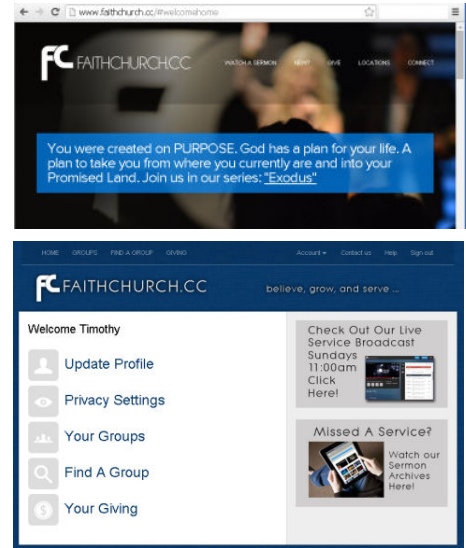 www.faithchurch.cc/#welcomehome
FC FAITHCHURCH.CC
WATCH A SERMON NEW? GIVE LOCATIONS CONNECT
You were created on PURPOSE. God has a plan for your life. A
plan to take you from where you currently are and into your
Promised Land. Join us in our series: "Exodus"
HOME GROUPS FIND A GROUP GIVING Account Contact us Help Sign out
FC FAITHCHURCH.CC believe, grow, and serve ...
Welcome Timothy
Update Profile
Privacy Settings
Your Groups
Find A Group
Your Giving
Check Out Our Live
Service Broadcast
Sundays
11:00am
Click
Here!
Missed A Service?
Watch our
Sermon
Archives
Here!